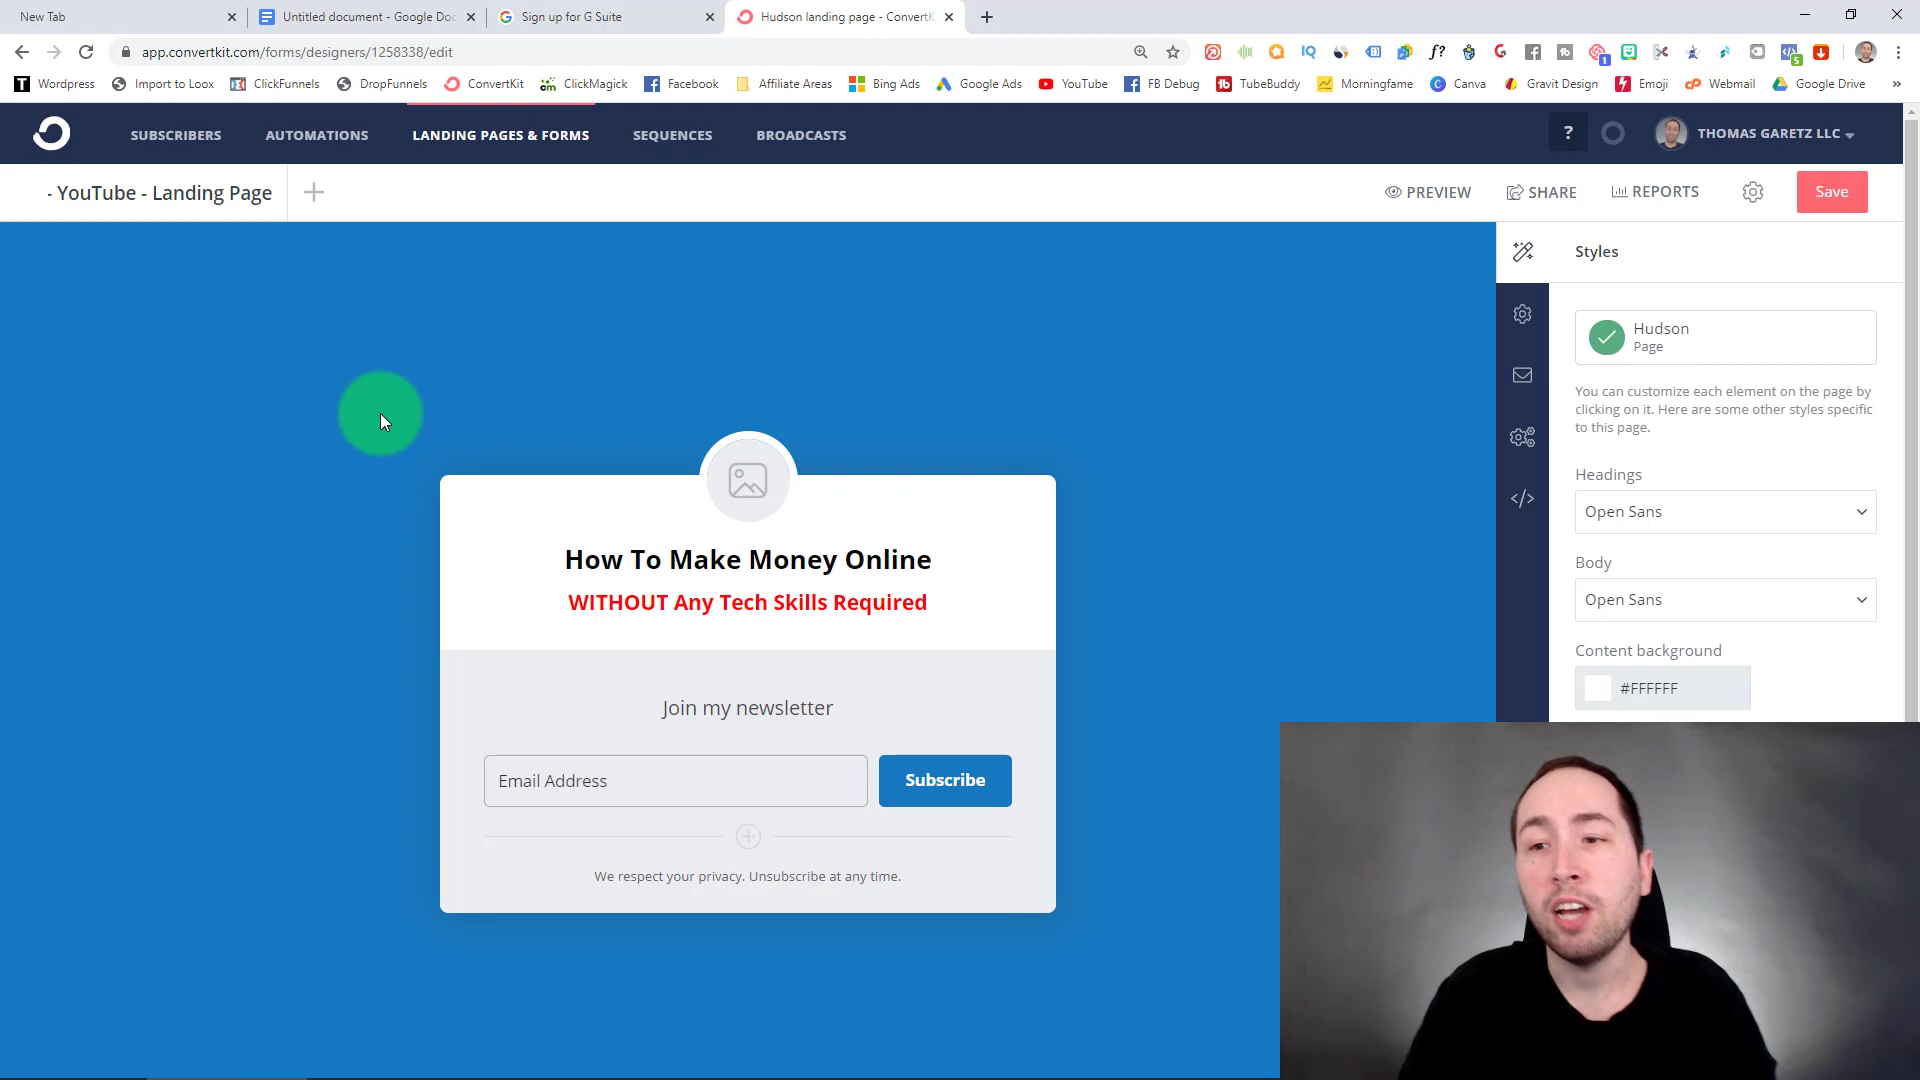 New Tab
Untitled document - Google Doc
Sign up for G Suite
Hudson landing page - ConvertK
app.convertkit.com/forms/designers/1258338/edit
Wordpress
Import to Loox
ClickFunnels
DropFunnels
ConvertKit
ClickMagick
Facebook
Affiliate Areas
Bing Ads
Google Ads
YouTube
FB Debug
TubeBuddy
Morningfame
Canva
Gravit Design
Emoji
Webmail
Google Drive
SUBSCRIBERS
AUTOMATIONS
LANDING PAGES & FORMS
SEQUENCES
BROADCASTS
?
THOMAS GARETZ LLC
- YouTube - Landing Page
PREVIEW
SHARE
REPORTS
Save
Styles
Hudson
Page
You can customize each element on the page by
clicking on it. Here are some other styles specific
to this page.
Headings
Open Sans
Body
Open Sans
Content background
#FFFFFF
How To Make Money Online
WITHOUT Any Tech Skills Required
Join my newsletter
Email Address
Subscribe
We respect your privacy. Unsubscribe at any time.